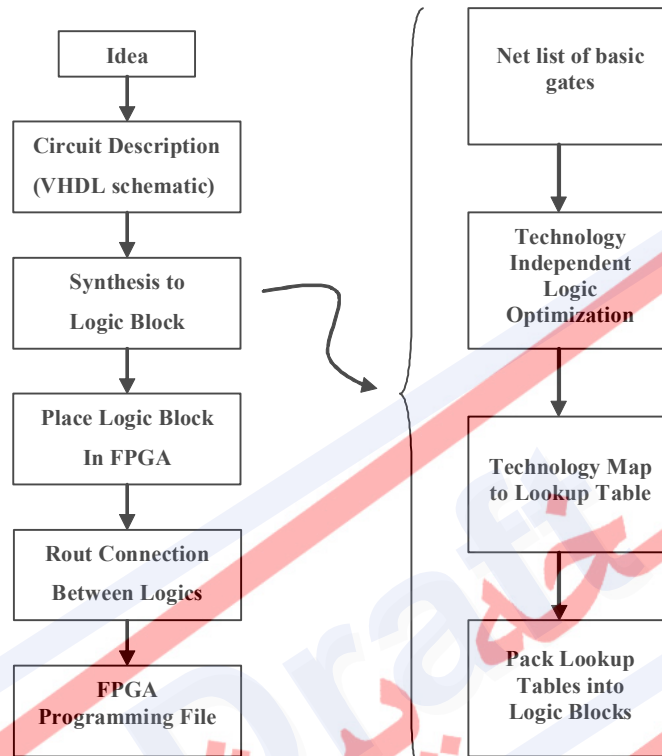 Idea
Circuit Description
(VHDL schematic)
Synthesis to
Logic Block
Place Logic Block
In FPGA
Rout Connection
Between Logics
FPGA
Programming File
Net list of basic
gates
Technology
Independent
Logic
Optimization
Technology Map
to Lookup Table
Pack Lookup
Tables into
Logic Blocks
Draft